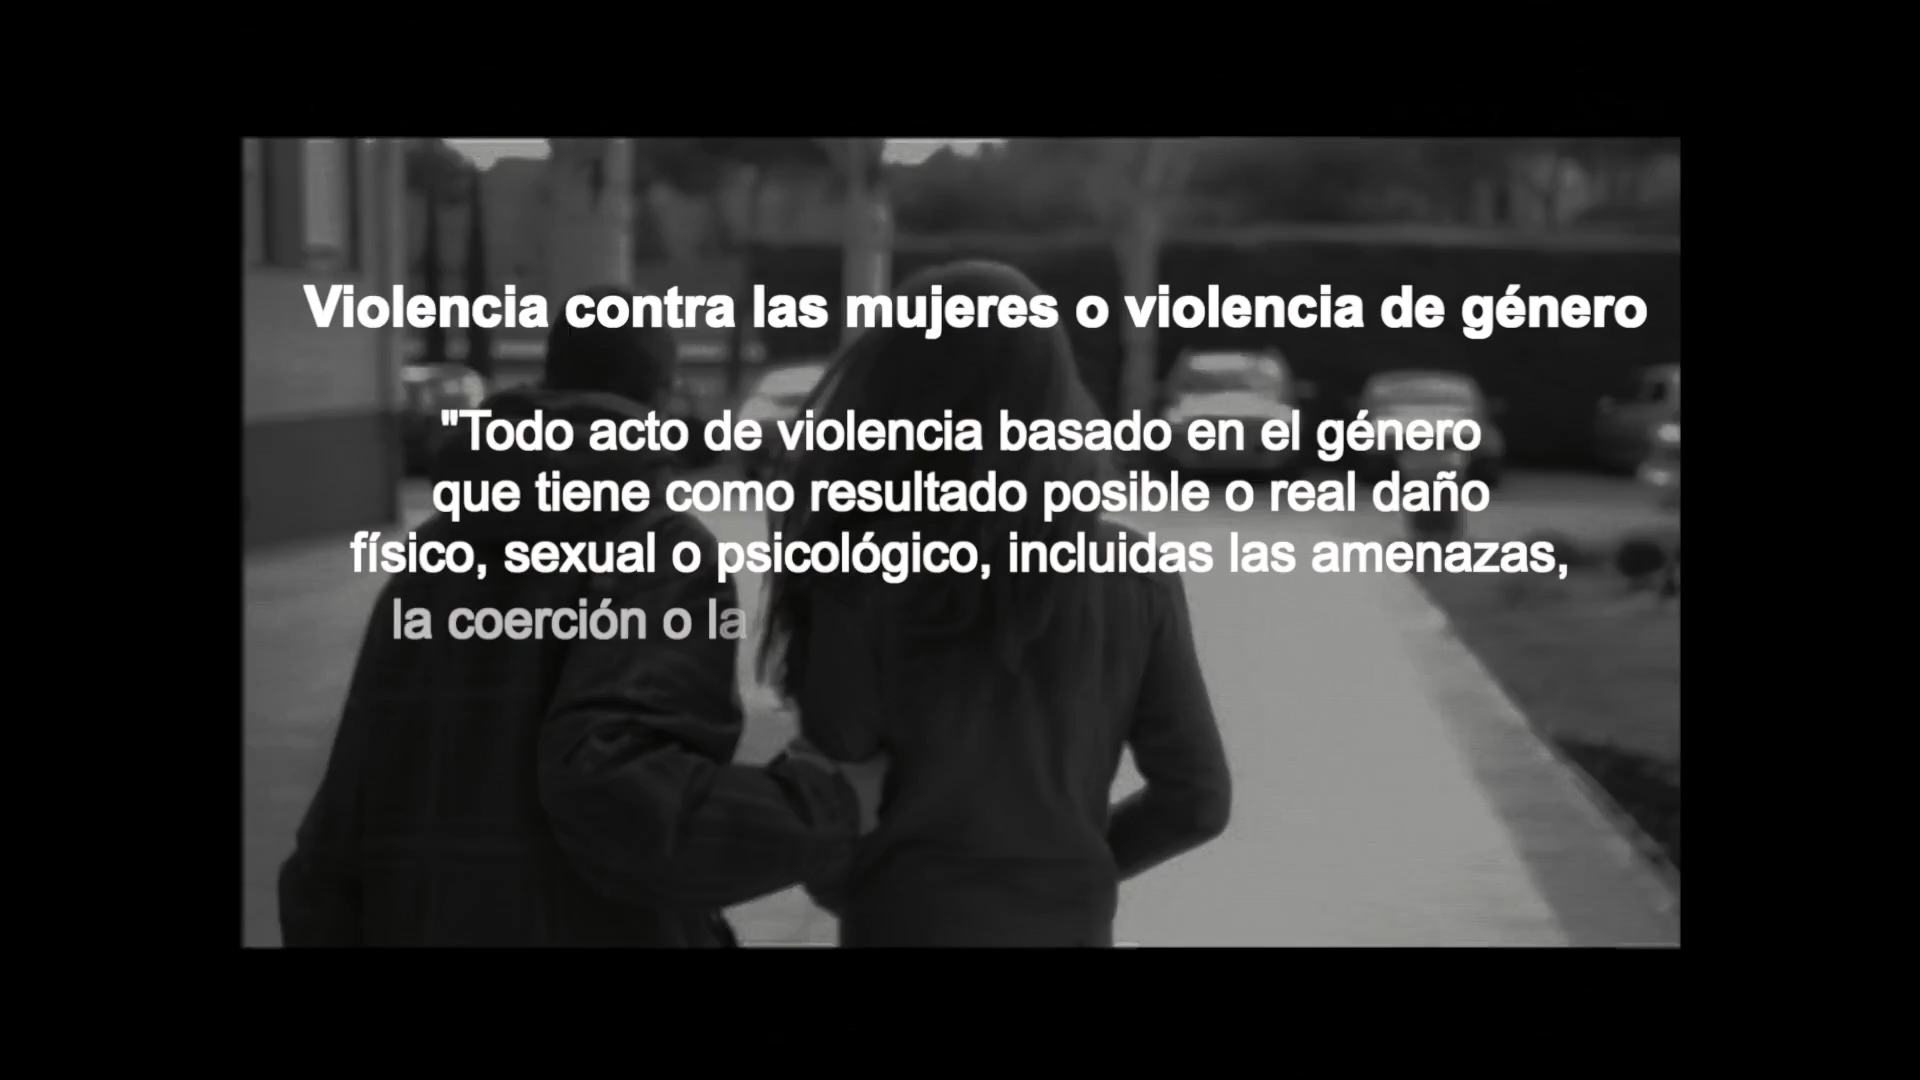 Violencia contra las mujeres o violencia de género
"Todo acto de violencia basado en el género
que tiene como resultado posible o real daño
físico, sexual o psicológico, incluidas las amenazas,
la coerción o la